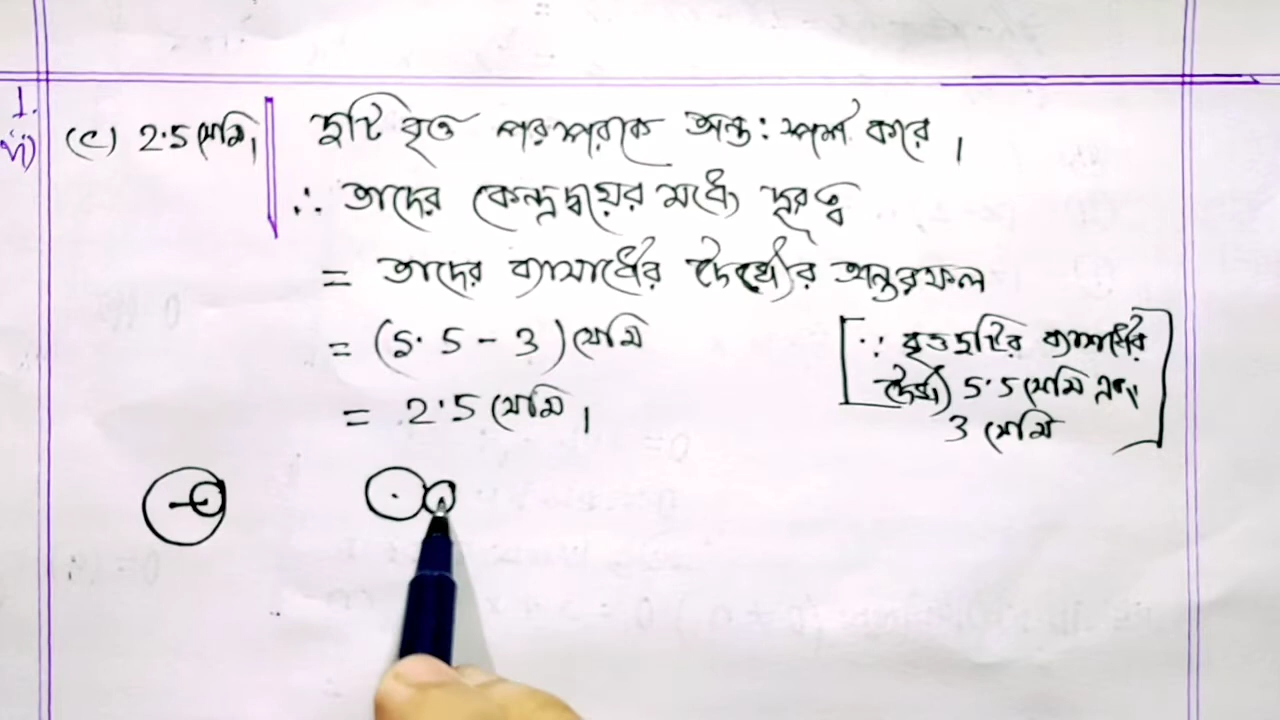 1.
vi) (c) 2.5 সেমি। দুটি বৃত্ত পরস্পরকে অন্ত:স্পর্শ করে।
∴ তাদের কেন্দ্রদ্বয়ের মধ্যে দূরত্ব
= তাদের ব্যাসার্ধের দৈর্ঘ্যের অন্তরফল
= (5.5 - 3) সেমি
= 2.5 সেমি।
[∵ বৃত্তদুটির ব্যাসার্ধের
দৈর্ঘ্য 5.5 সেমি এবং
3 সেমি]